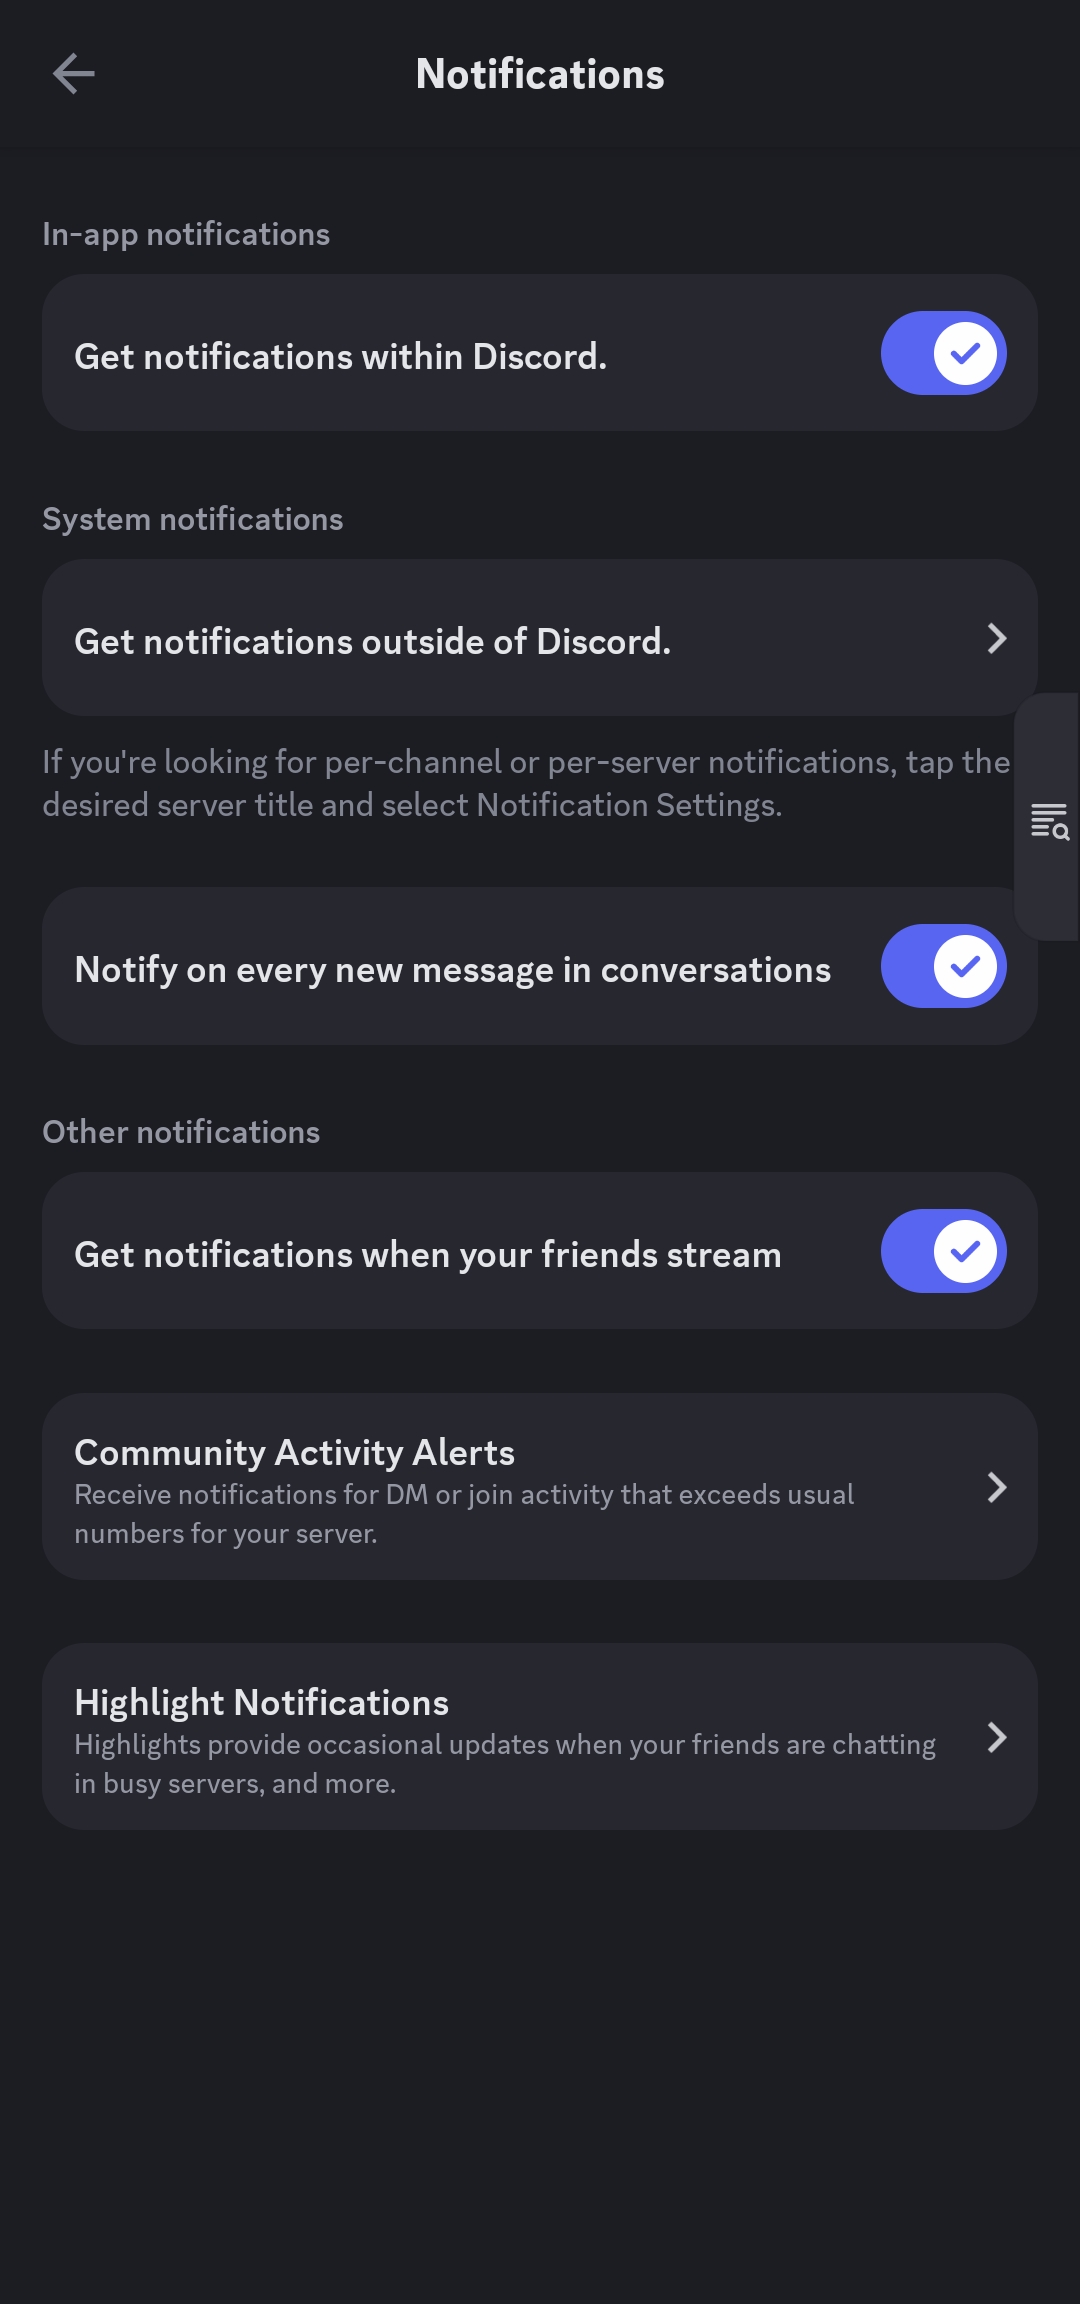 Notifications
In-app notifications
Get notifications within Discord.
System notifications
Get notifications outside of Discord.
If you're looking for per-channel or per-server notifications, tap the
desired server title and select Notification Settings.
Notify on every new message in conversations
Other notifications
Get notifications when your friends stream
Community Activity Alerts
Receive notifications for DM or join activity that exceeds usual
numbers for your server.
Highlight Notifications
Highlights provide occasional updates when your friends are chatting
in busy servers, and more.